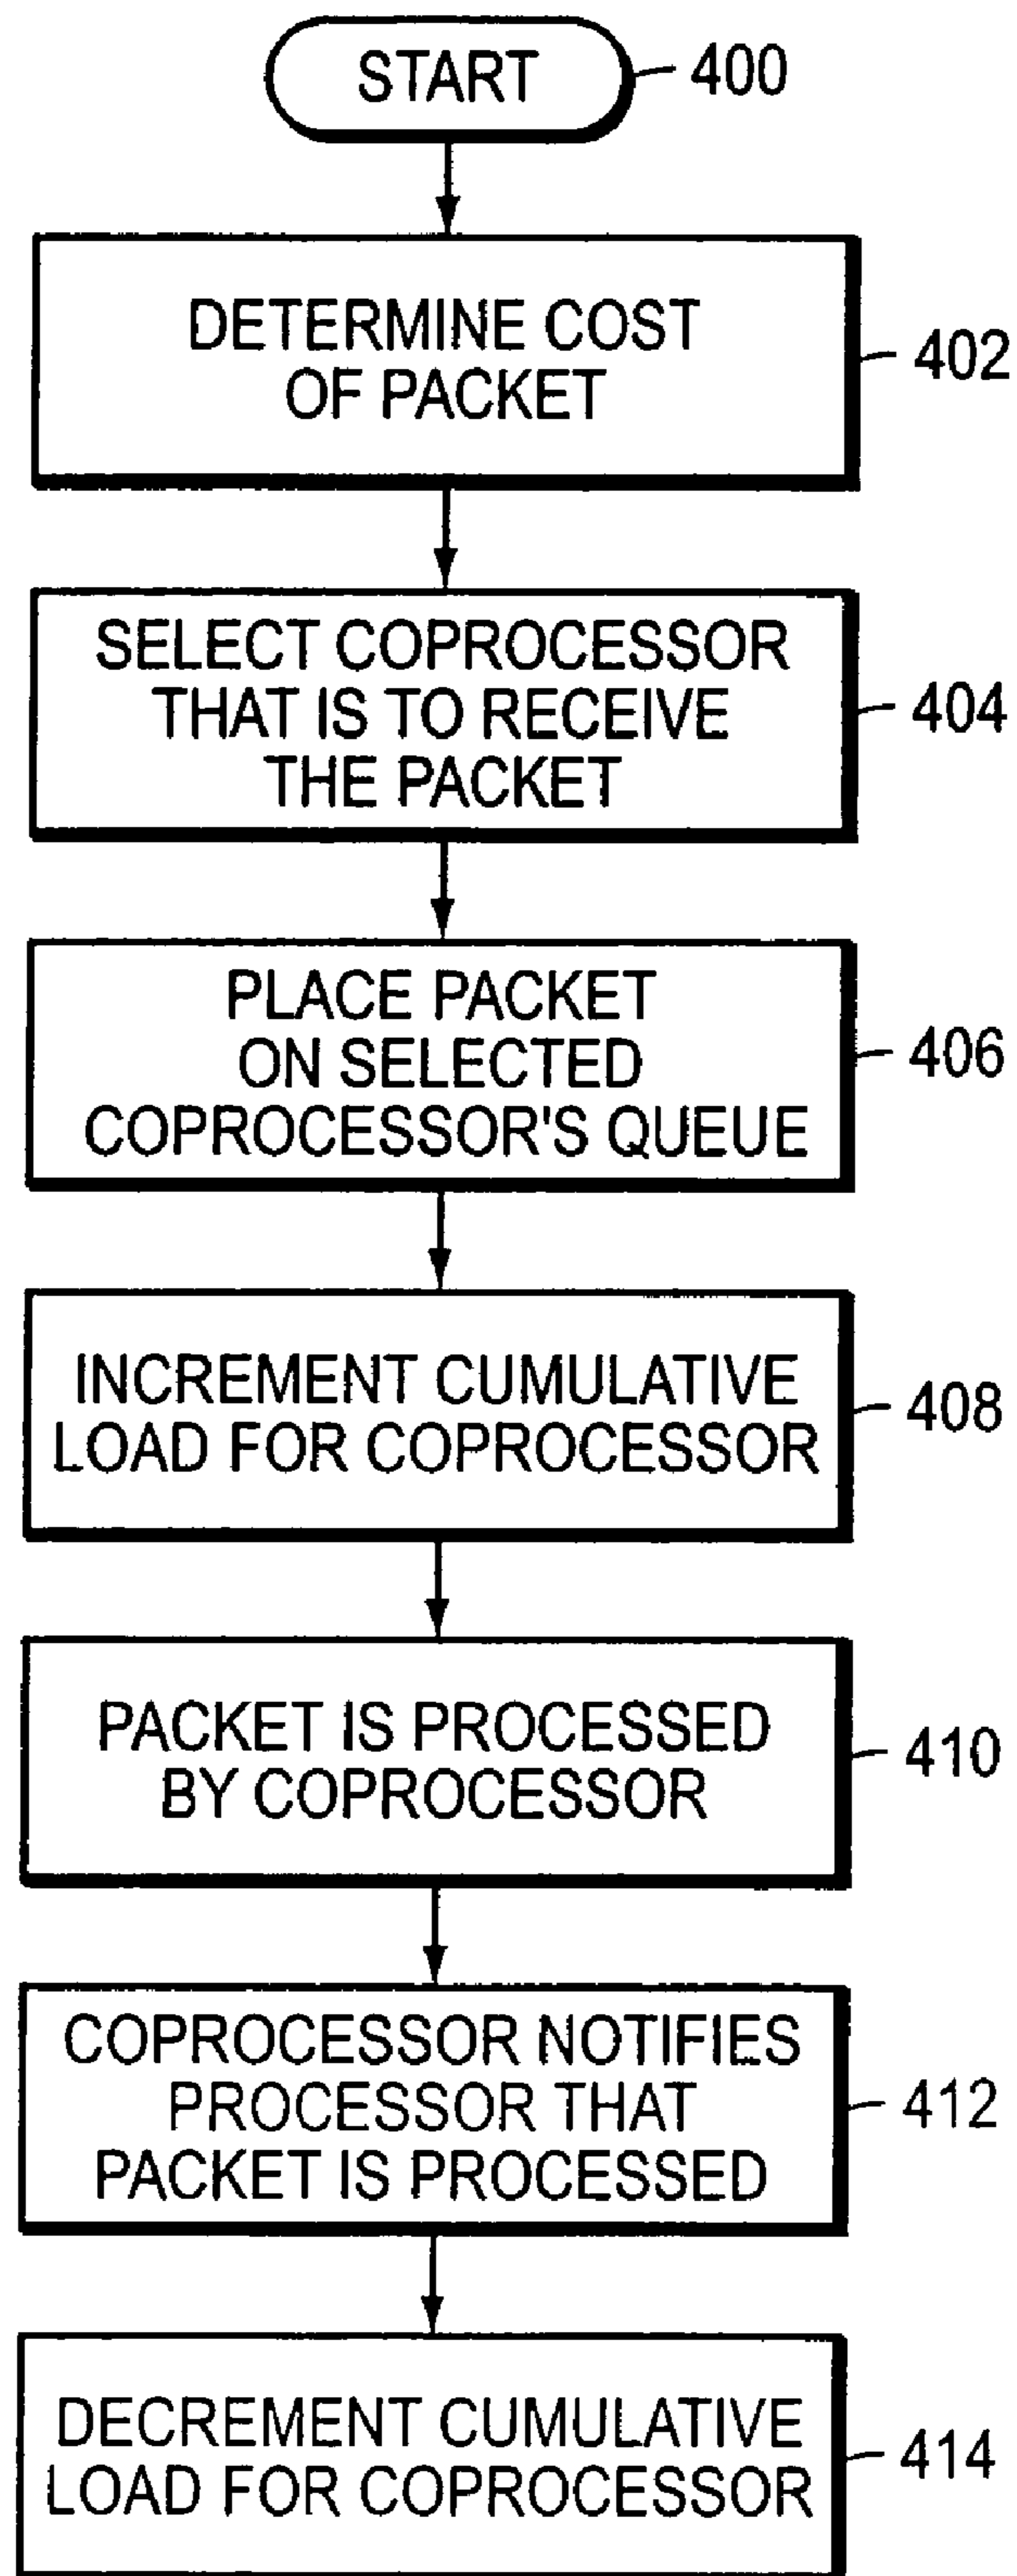 START
400
DETERMINE COST
OF PACKET
402
SELECT COPROCESSOR
THAT IS TO RECEIVE
THE PACKET
404
PLACE PACKET
ON SELECTED
COPROCESSOR'S QUEUE
406
INCREMENT CUMULATIVE
LOAD FOR COPROCESSOR
408
PACKET IS PROCESSED
BY COPROCESSOR
410
COPROCESSOR NOTIFIES
PROCESSOR THAT
PACKET IS PROCESSED
412
DECREMENT CUMULATIVE
LOAD FOR COPROCESSOR
414